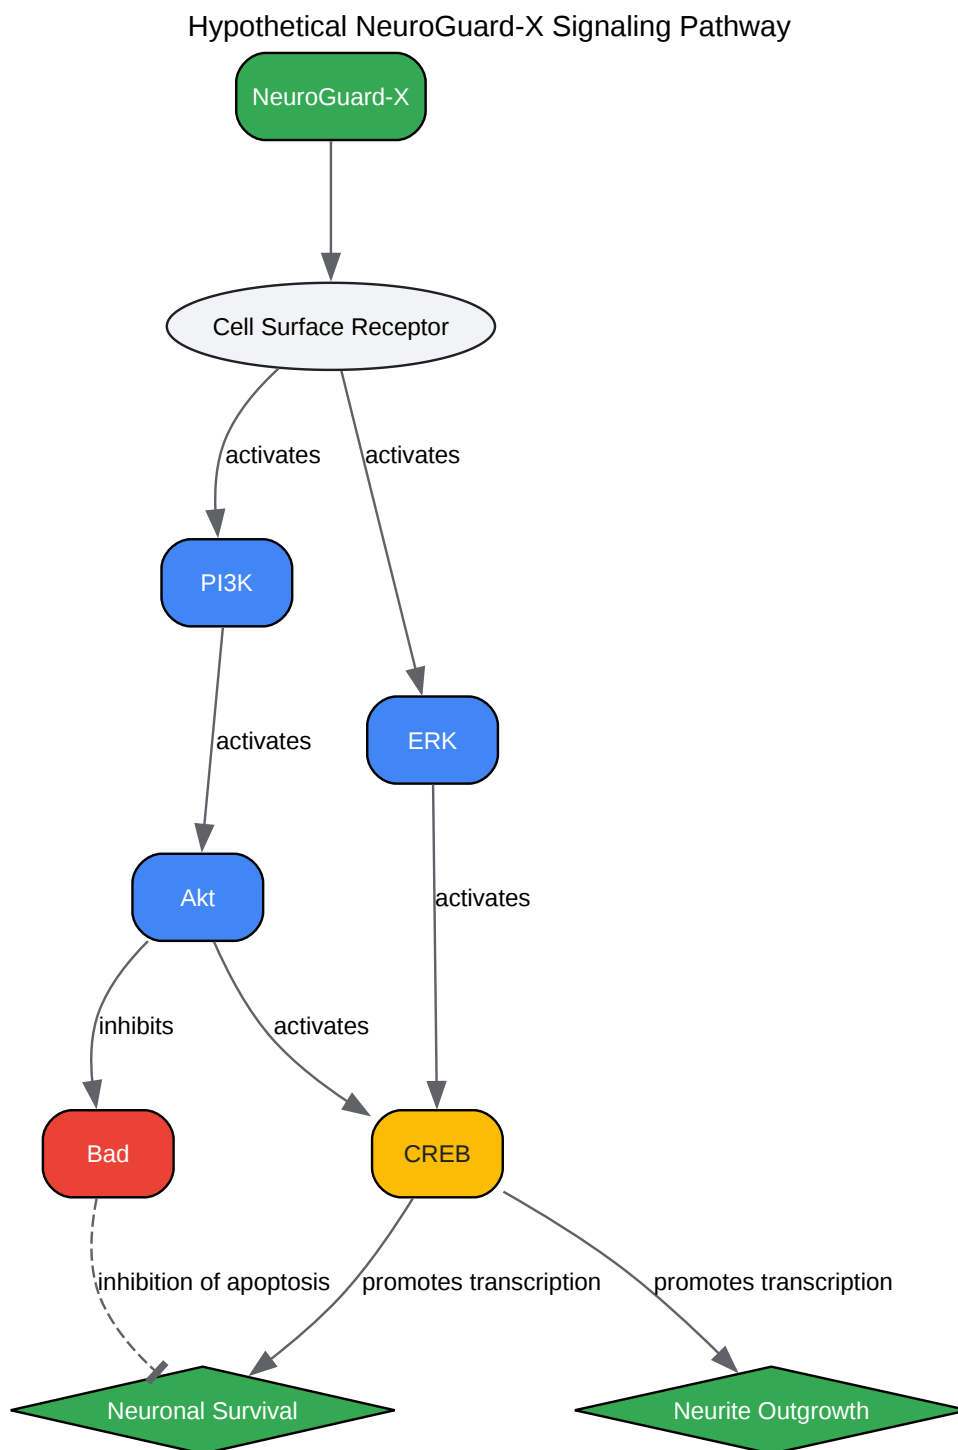 Hypothetical NeuroGuard-X Signaling Pathway
NeuroGuard-X
Cell Surface Receptor
activates
activates
PI3K
activates
ERK
Akt
activates
inhibits
activates
Bad
CREB
inhibition of apoptosis
promotes transcription
promotes transcription
Neuronal Survival
Neurite Outgrowth